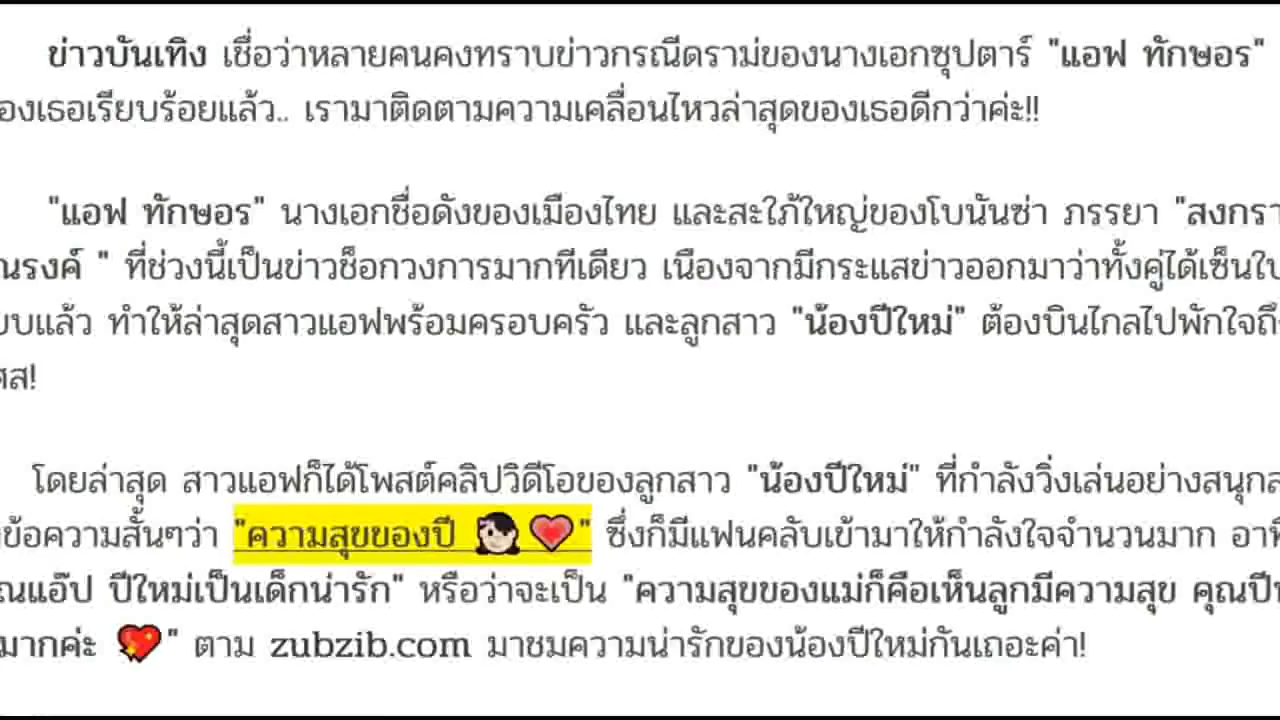 ข่าวบันเทิง เชื่อว่าหลายคนคงทราบข่าวกรณีดราม่ของนางเอกซุปตาร์ "แอฟ ทักษอร"
องเธอเรียบร้อยแล้ว.. เรามาติดตามความเคลื่อนไหวล่าสุดของเธอดีกว่าค่ะ!!
"แอฟ ทักษอร" นางเอกชื่อดังของเมืองไทย และสะใภ้ใหญ่ของโบนันซ่า ภรรยา "สงกรา
ณรงค์ " ที่ช่วงนี้เป็นข่าวช็อกวงการมากทีเดียว เนืองจากมีกระแสข่าวออกมาว่าทั้งคู่ได้เซ็นใบ
ยบแล้ว ทำให้ล่าสุดสาวแอฟพร้อมครอบครัว และลูกสาว "น้องปีใหม่" ต้องบินไกลไปพักใจถึง
ศส!
โดยล่าสุด สาวแอฟก็ได้โพสต์คลิปวิดีโอของลูกสาว "น้องปีใหม่" ที่กำลังวิ่งเล่นอย่างสนุกส
ข้อความสั้นๆว่า "ความสุขของปี 👧🏻❤️" ซึ่งก็มีแฟนคลับเข้ามาให้กำลังใจจำนวนมาก อาทิ
ณแอ๊ป ปีใหม่เป็นเด็กน่ารัก" หรือว่าจะเป็น "ความสุขของแม่ก็คือเห็นลูกมีความสุข คุณปีห
มากค่ะ 💖" ตาม zubzib.com มาชมความน่ารักของน้องปีใหม่กันเถอะค่า!